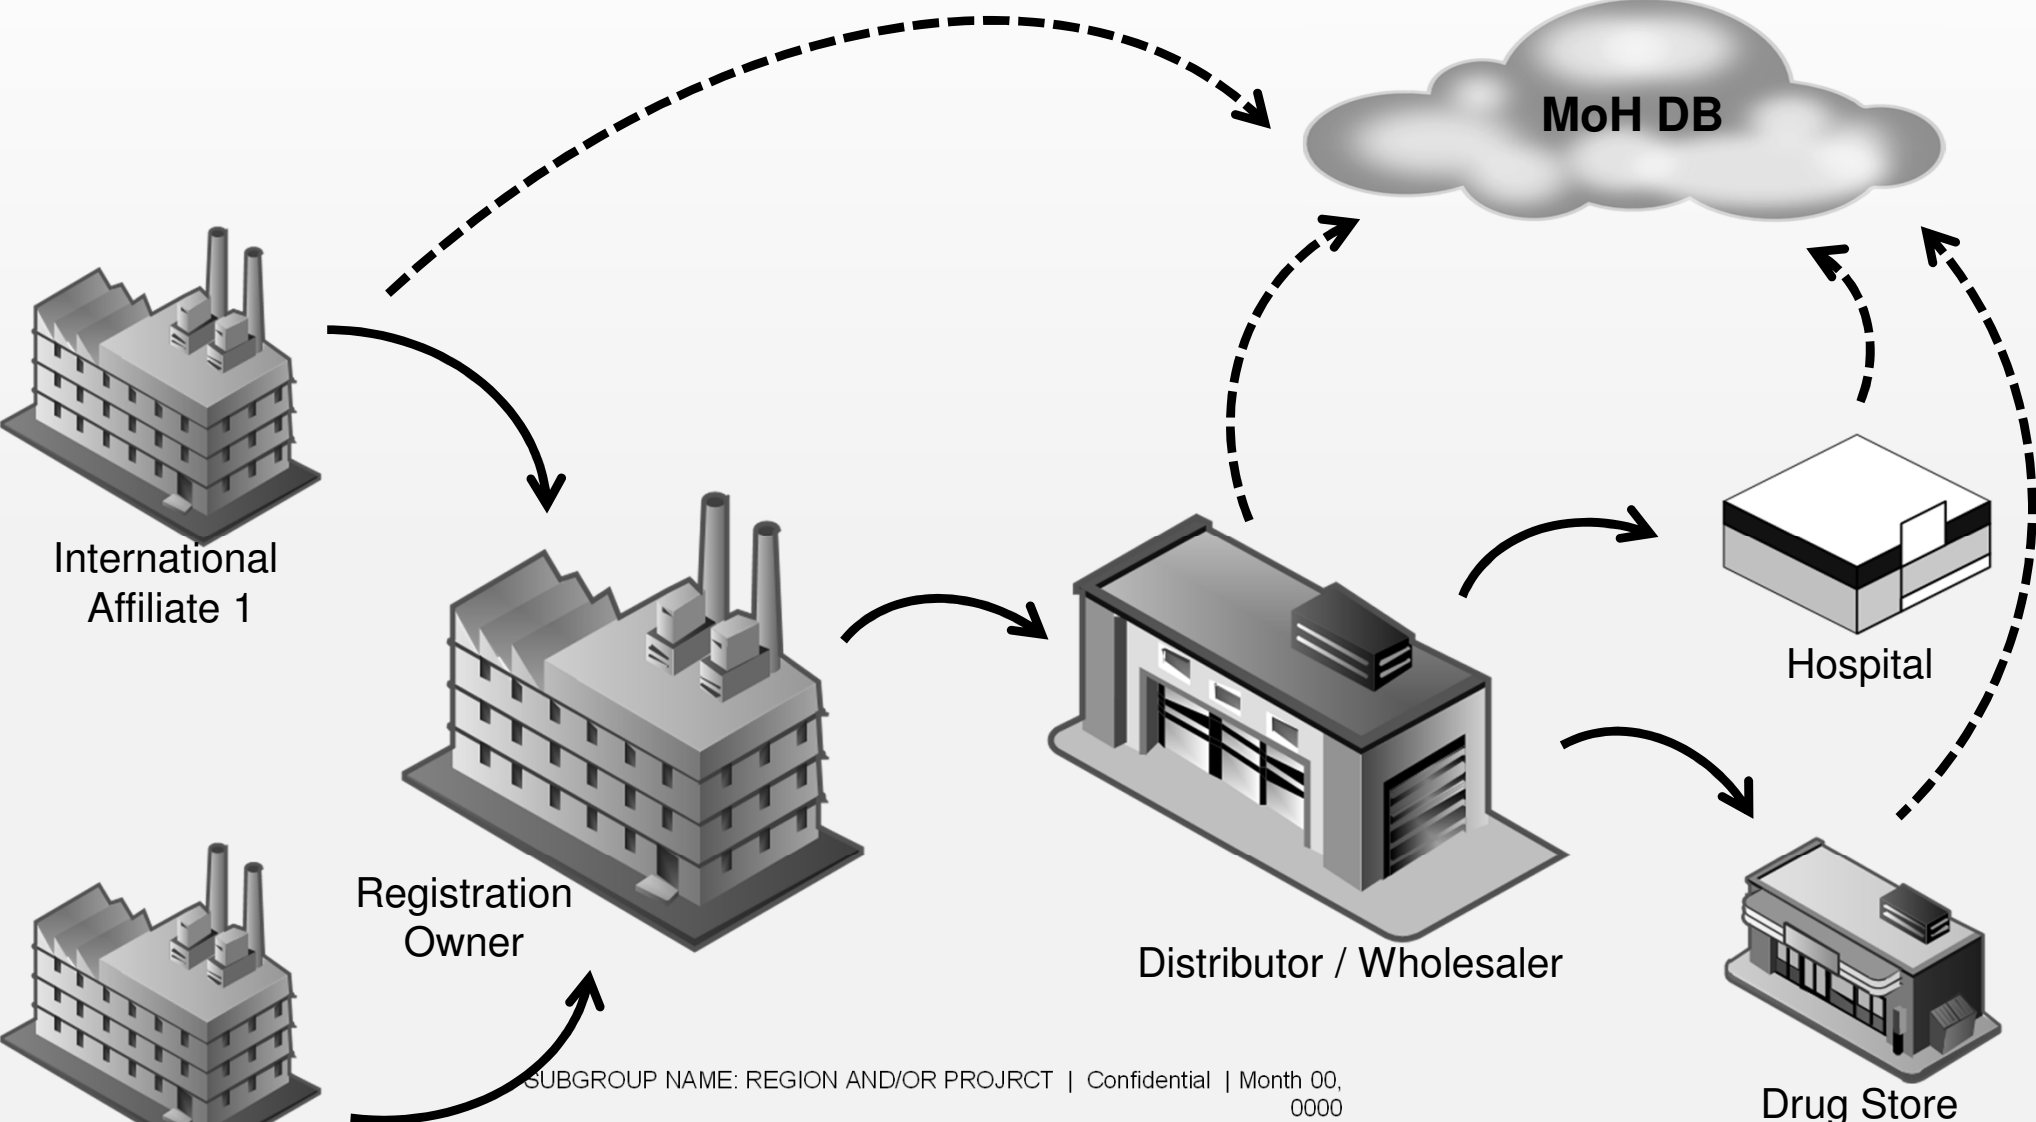 MoH DB
International
Affiliate 1
Hospital
Registration
Owner
Distributor / Wholesaler
SUBGROUP NAME: REGION AND/OR PROJRCT | Confidential | Month 00,
0000
Drug Store